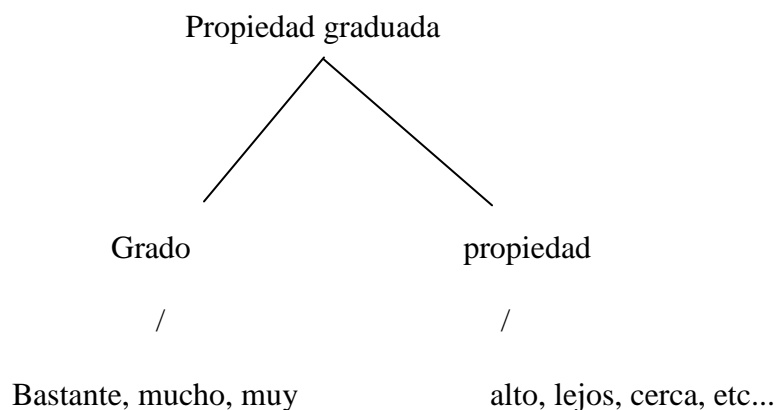 Propiedad graduada
Grado propiedad
/ /
Bastante, mucho, muy alto, lejos, cerca, etc...